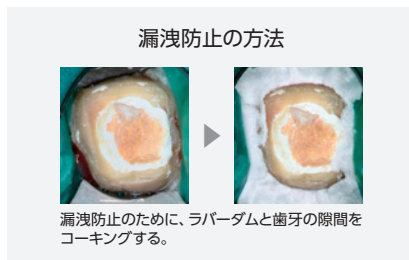 漏洩防止の方法
漏洩防止のために、ラバーダムと歯牙の隙間を
コーキングする。